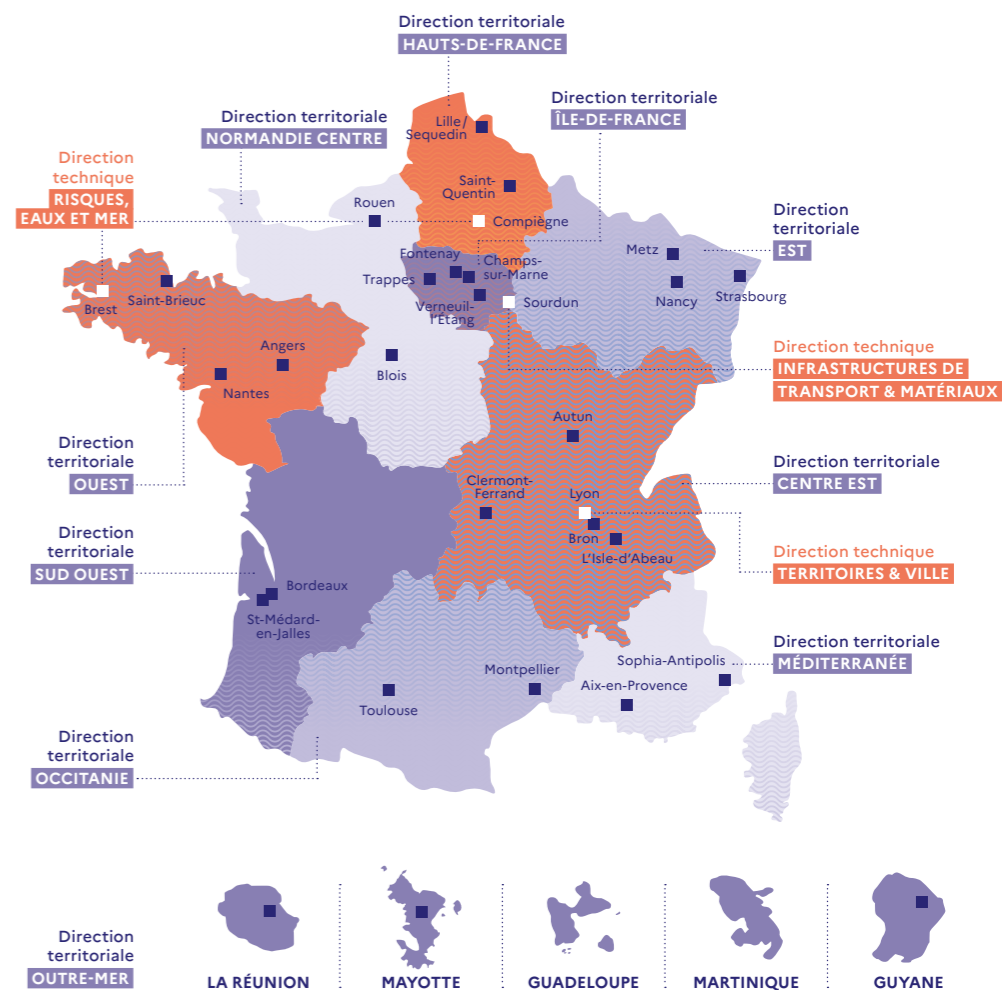 Direction territoriale
HAUTS-DE-FRANCE
Direction territoriale
ÎLE-DE-FRANCE
Direction territoriale
NORMANDIE CENTRE
Direction
technique
RISQUES,
EAUX ET MER
Lille/
Sequedin
Saint-
Quentin
Rouen
Compiègne
Direction
territoriale
EST
Fontenay
Champs-
sur-Marne
Trappes
Verneuil-
l'Etang
Sourdun
Metz
Nancy
Strasbourg
Brest
Saint-Brieuc
Angers
Nantes
Blois
Direction technique
INFRASTRUCTURES DE
TRANSPORT & MATÉRIAUX
Autun
Direction
territoriale
OUEST
Clermont-
Ferrand
Lyon
Bron
L'Isle-d'Abeau
Direction territoriale
CENTRE EST
Direction
territoriale
SUD OUEST
Direction technique
TERRITOIRES & VILLE
Bordeaux
St-Médard-
en-Jalles
Direction territoriale
MÉDITERRANÉE
Sophia-Antipolis
Montpellier
Aix-en-Provence
Toulouse
Direction
territoriale
OCCITANIE
Direction
territoriale
OUTRE-MER
LA RÉUNION
MAYOTTE
GUADELOUPE
MARTINIQUE
GUYANE